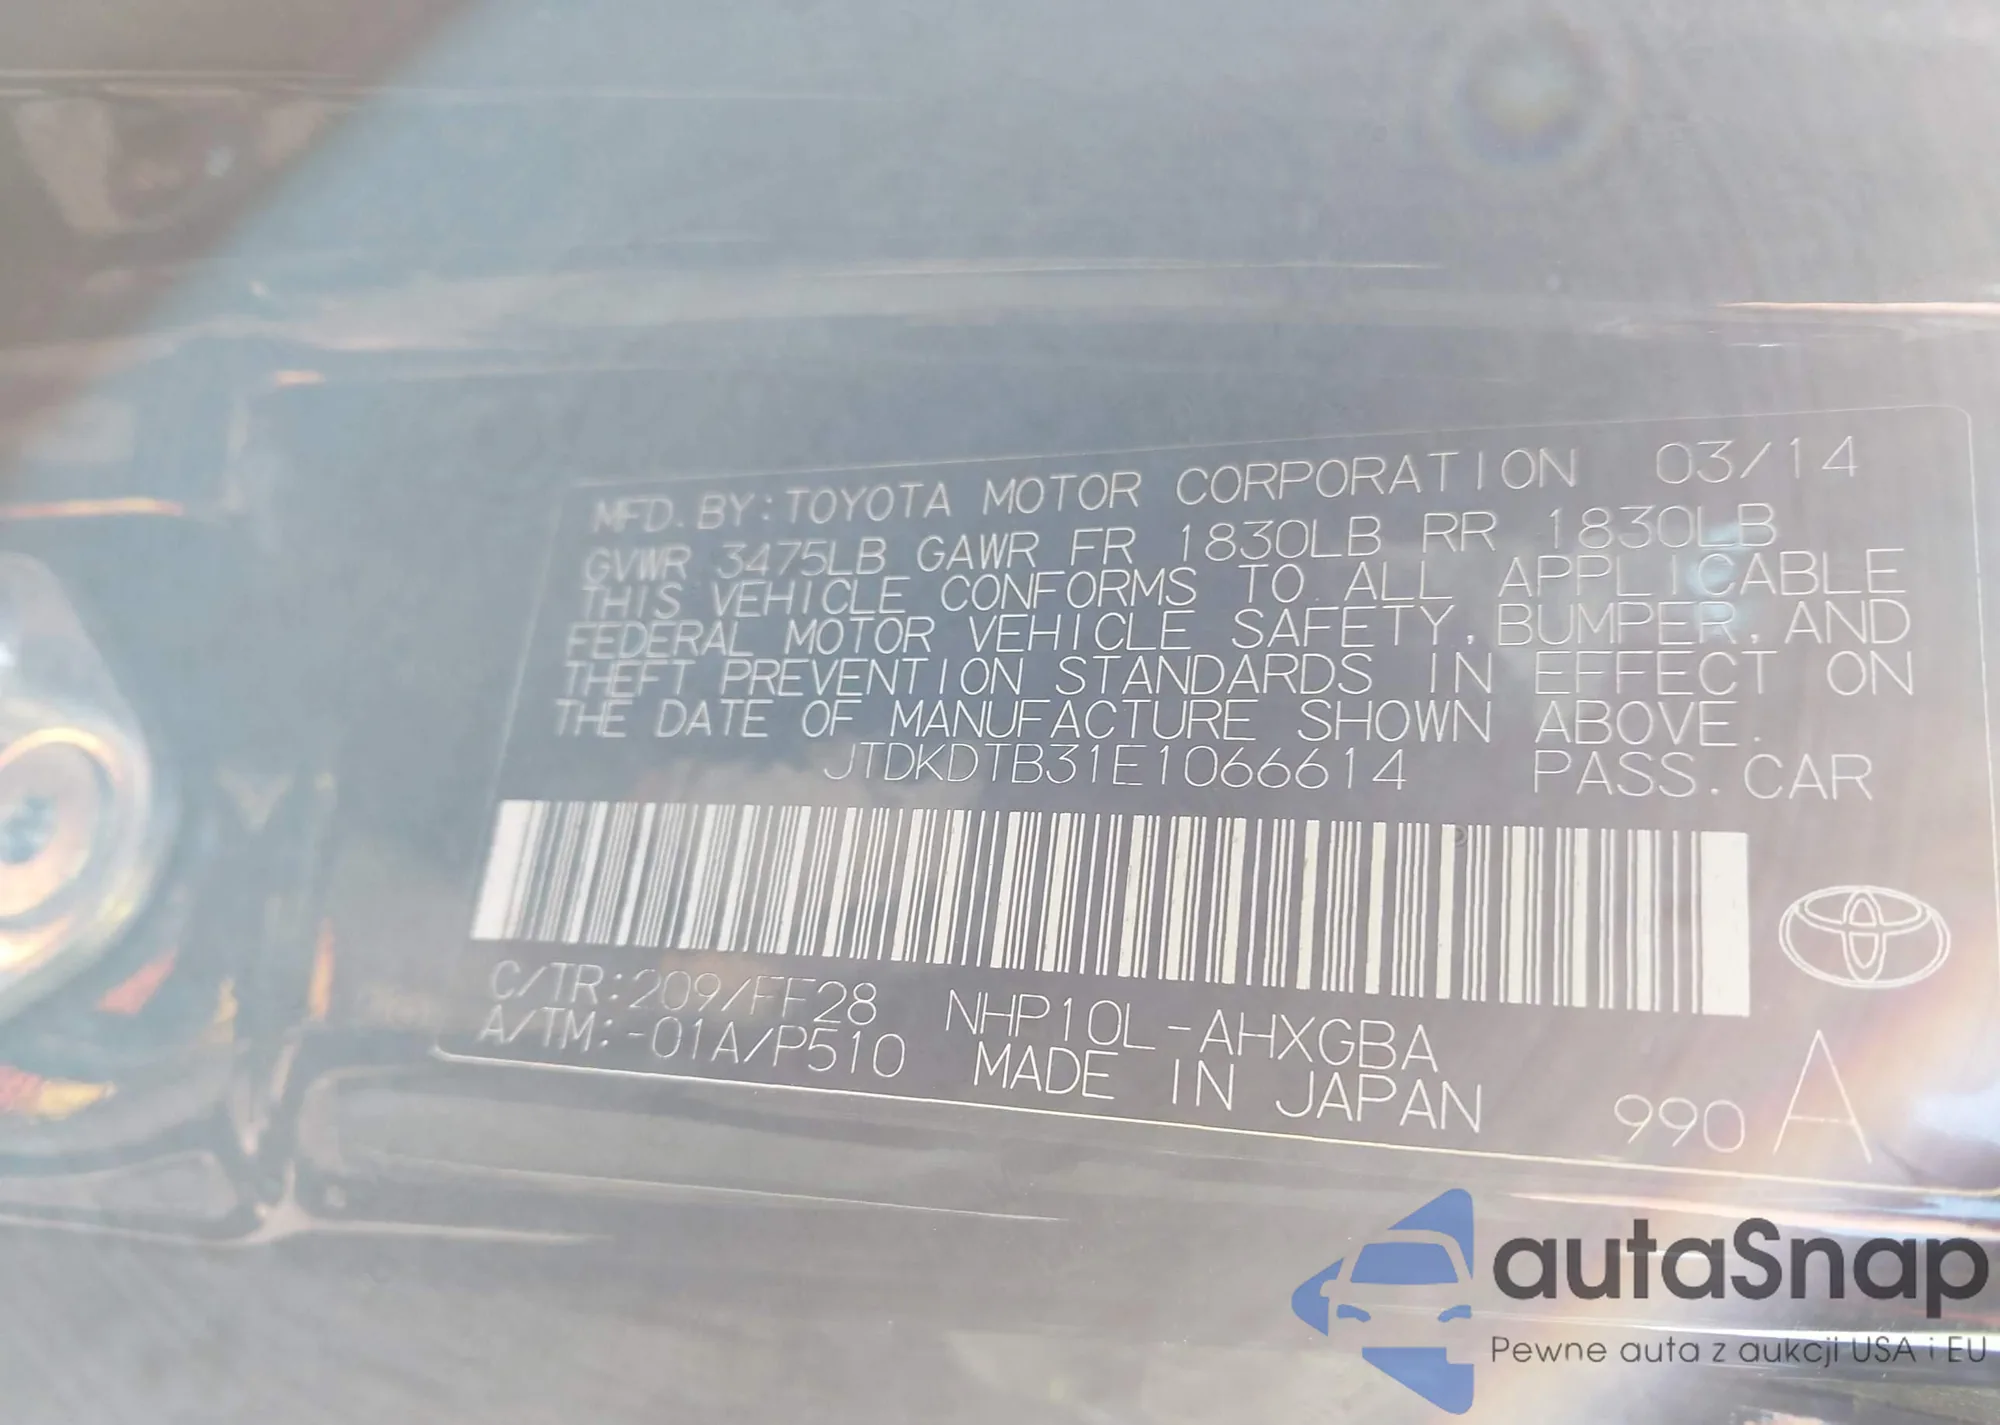 MFD. BY: TOYOTA MOTOR CORPORATION 03/14
GVWR 3475LB GAWR FR 1830LB RR 1830LB
THIS VEHICLE CONFORMS TO ALL APPLICABLE
FEDERAL MOTOR VEHICLE SAFETY, BUMPER, AND
THEFT PREVENTION STANDARDS IN EFFECT ON
THE DATE OF MANUFACTURE SHOWN ABOVE.
JTDKDTB31E1066614 PASS. CAR
C/TR:209/FF28 NHP10L-AHXGBA
A/TM:-01A/P510 MADE IN JAPAN 990 A
autaSnap
Pewne auta z aukcji USA i EU